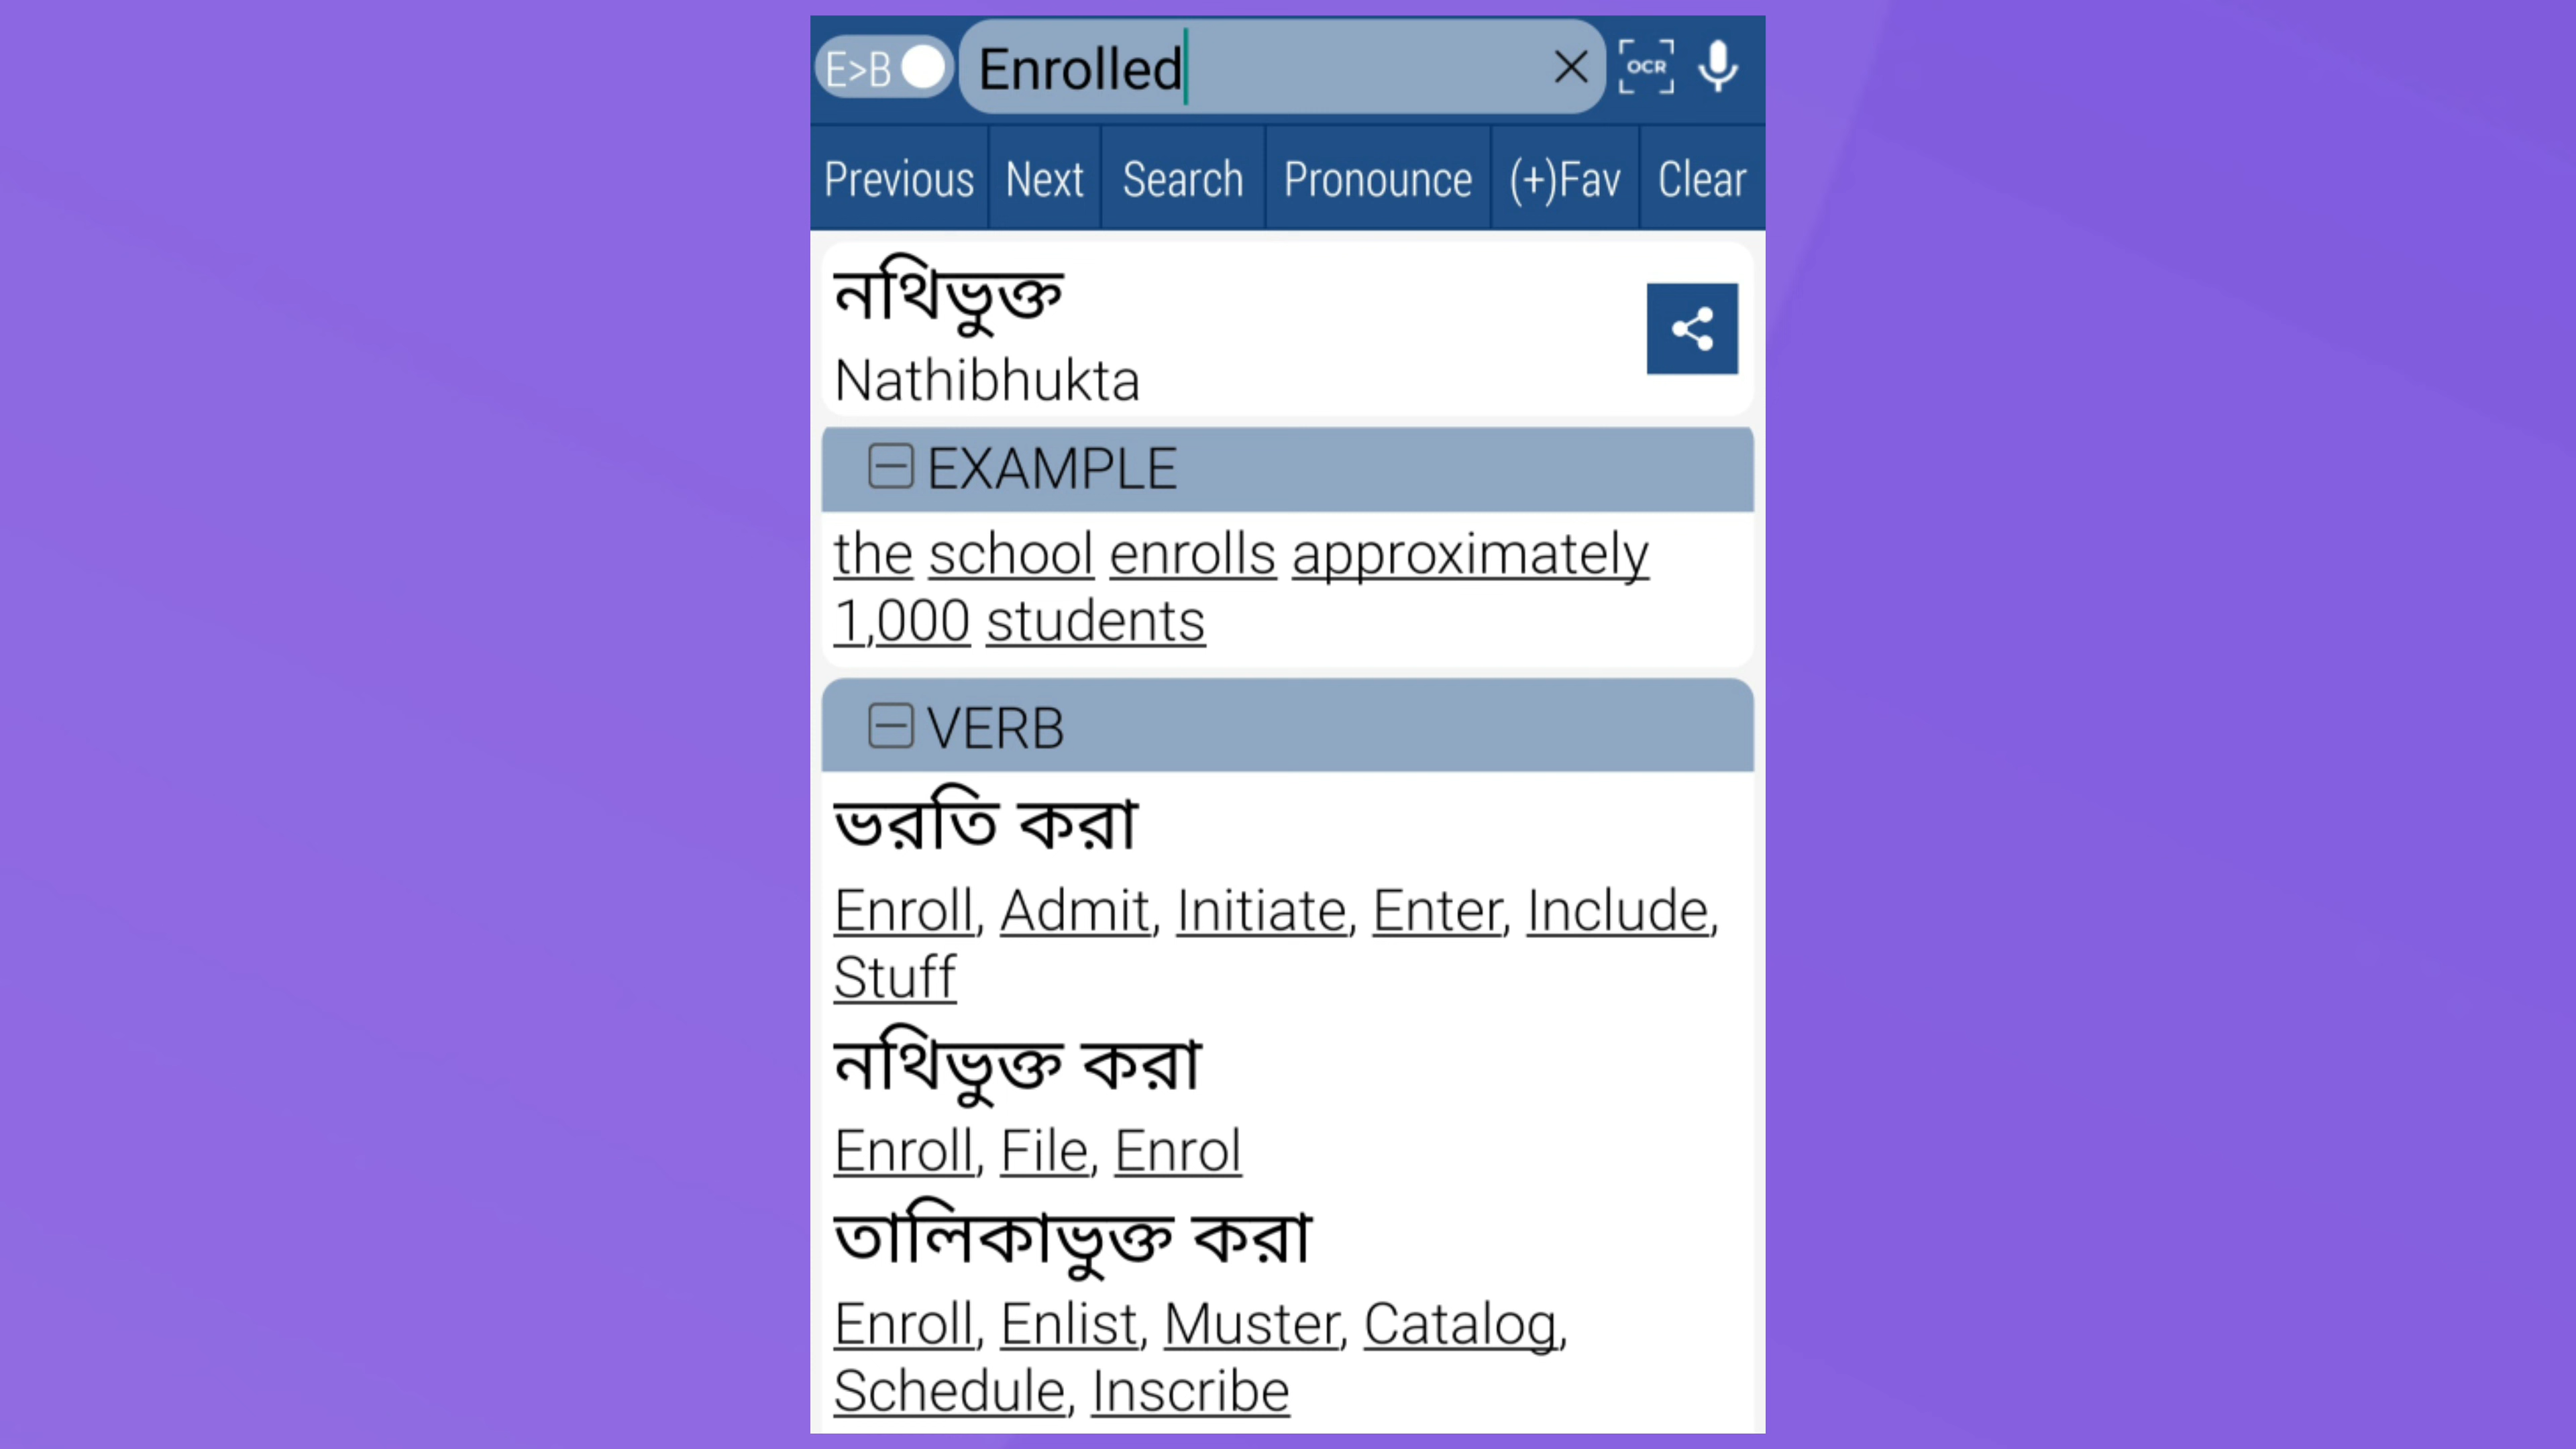 E>B Enrolled OCR
Previous Next Search Pronounce (+)Fav Clear
নথিভুক্ত
Nathibhukta
EXAMPLE
the school enrolls approximately
1,000 students
VERB
ভরতি করা
Enroll, Admit, Initiate, Enter, Include,
Stuff
নথিভুক্ত করা
Enroll, File, Enrol
তালিকাভুক্ত করা
Enroll, Enlist, Muster, Catalog,
Schedule, Inscribe